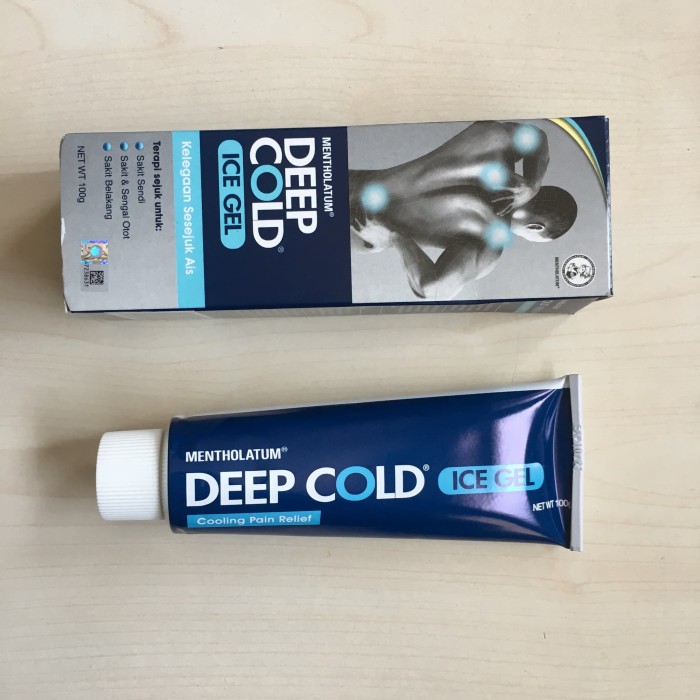 MENTHOLATUM®
DEEP
COLD®
ICE GEL
Kelegaan Sesejuk Ais
Terapi sejuk untuk:
Sakit Sendi
Sakit & Sengal Otot
Sakit Belakang
NET WT 100g
MENTHOLATUM®
MENTHOLATUM®
DEEP COLD® ICE GEL
Cooling Pain Relief
NET WT 100g